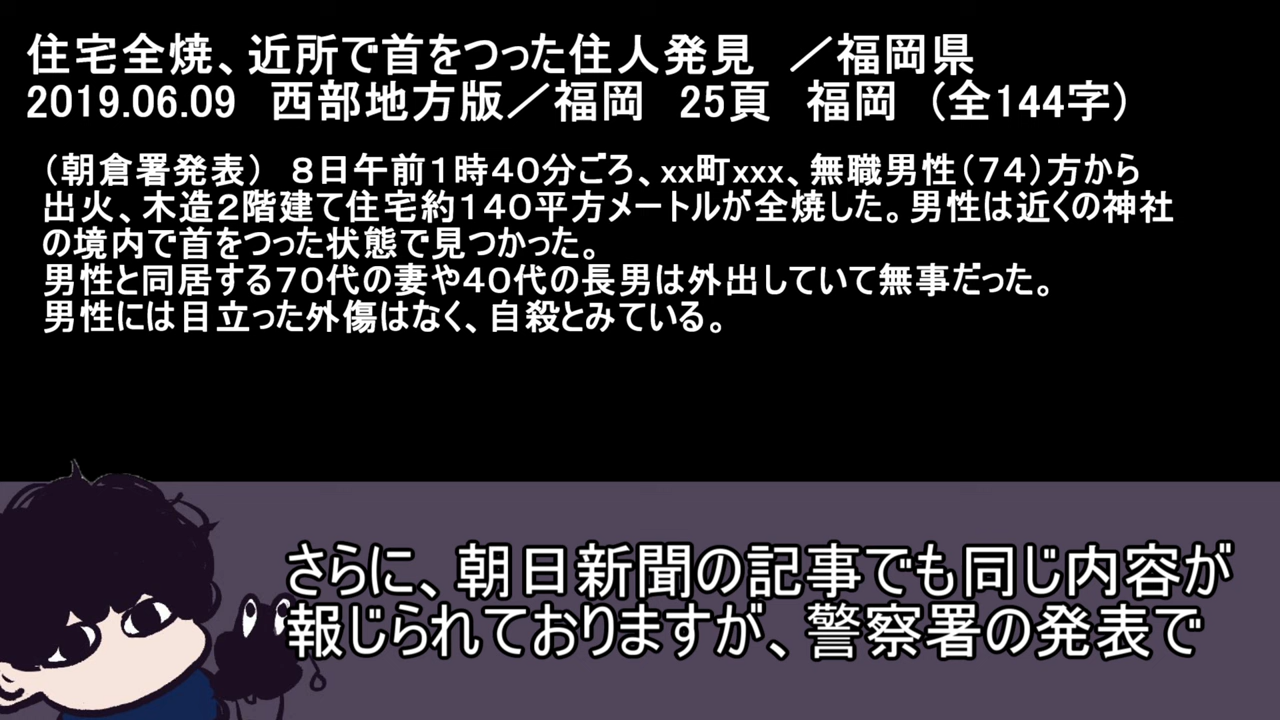 住宅全焼、近所で首をつった住人発見　／福岡県
2019.06.09　西部地方版／福岡　25頁　福岡　（全144字）
（朝倉署発表）　８日午前１時４０分ごろ、xx町xxx、無職男性（７４）方から
出火、木造２階建て住宅約１４０平方メートルが全焼した。男性は近くの神社
の境内で首をつった状態で見つかった。
男性と同居する７０代の妻や４０代の長男は外出していて無事だった。
男性には目立った外傷はなく、自殺とみている。
さらに、朝日新聞の記事でも同じ内容が
報じられておりますが、警察署の発表で